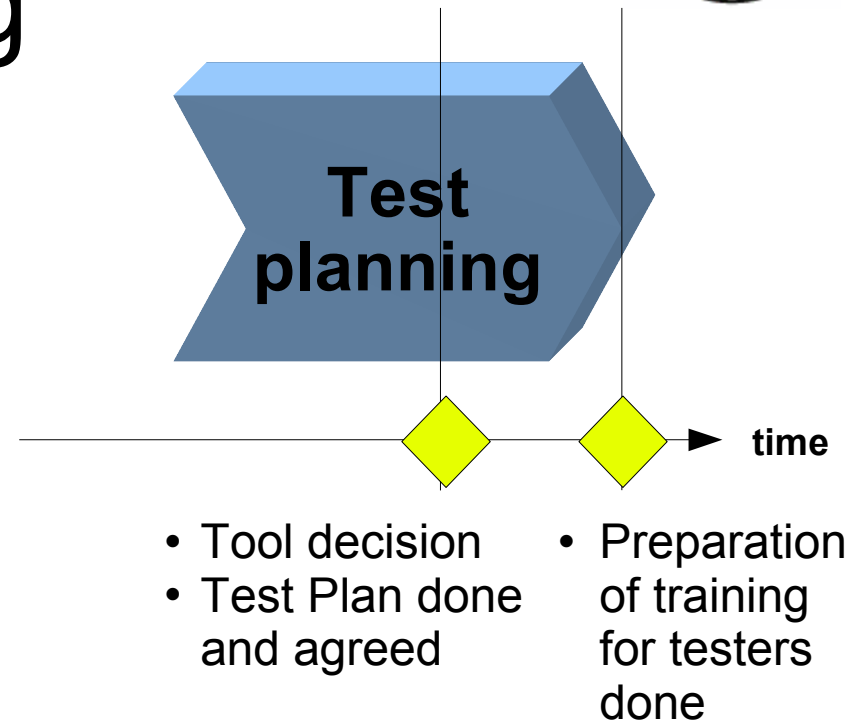 g
Test
planning
time
• Tool decision
• Test Plan done
and agreed
• Preparation
of training
for testers
done